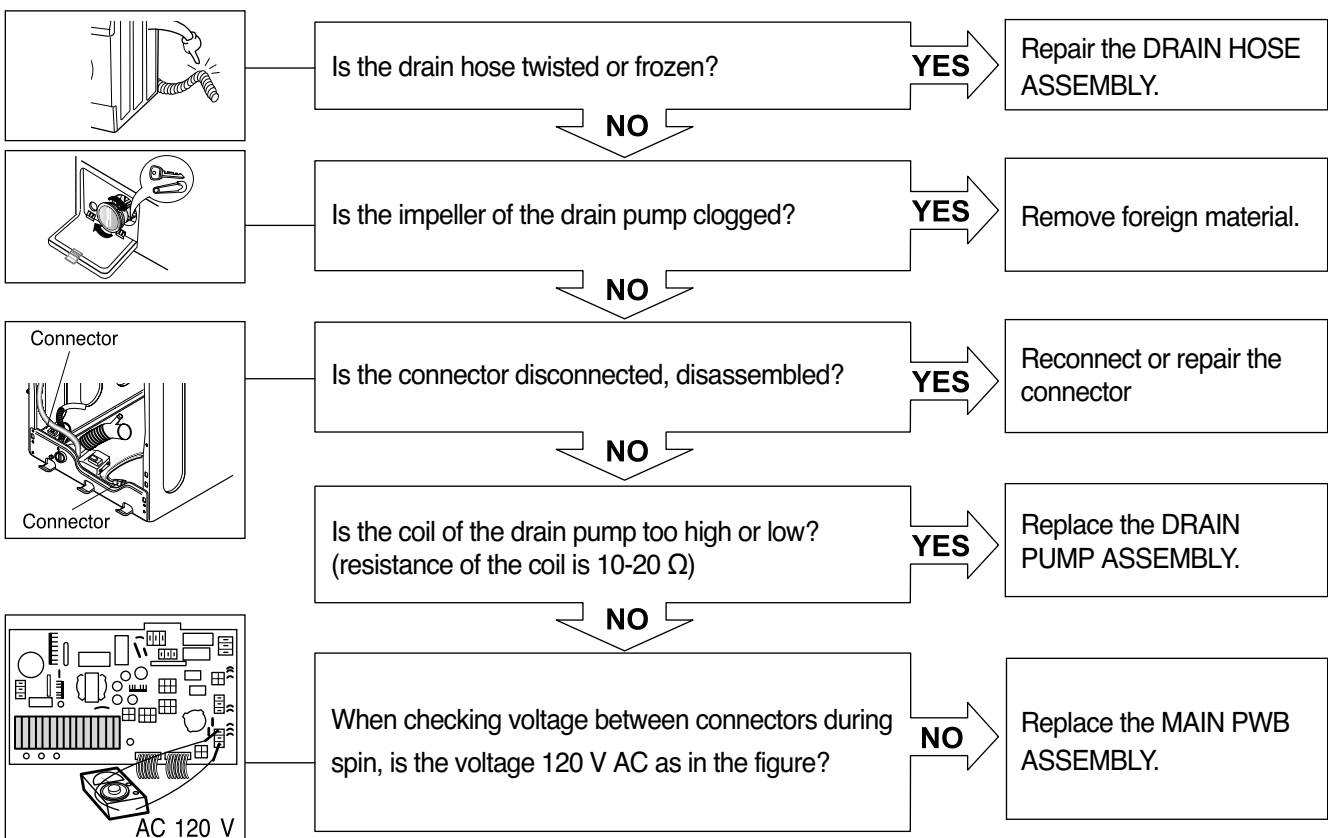 Is the drain hose twisted or frozen?
YES
Repair the DRAIN HOSE
ASSEMBLY.
NO
Is the impeller of the drain pump clogged?
YES
Remove foreign material.
NO
Connector
Connector
Is the connector disconnected, disassembled?
YES
Reconnect or repair the
connector
NO
Is the coil of the drain pump too high or low?
(resistance of the coil is 10-20 Ω)
YES
Replace the DRAIN
PUMP ASSEMBLY.
NO
AC 120 V
When checking voltage between connectors during
spin, is the voltage 120 V AC as in the figure?
NO
Replace the MAIN PWB
ASSEMBLY.